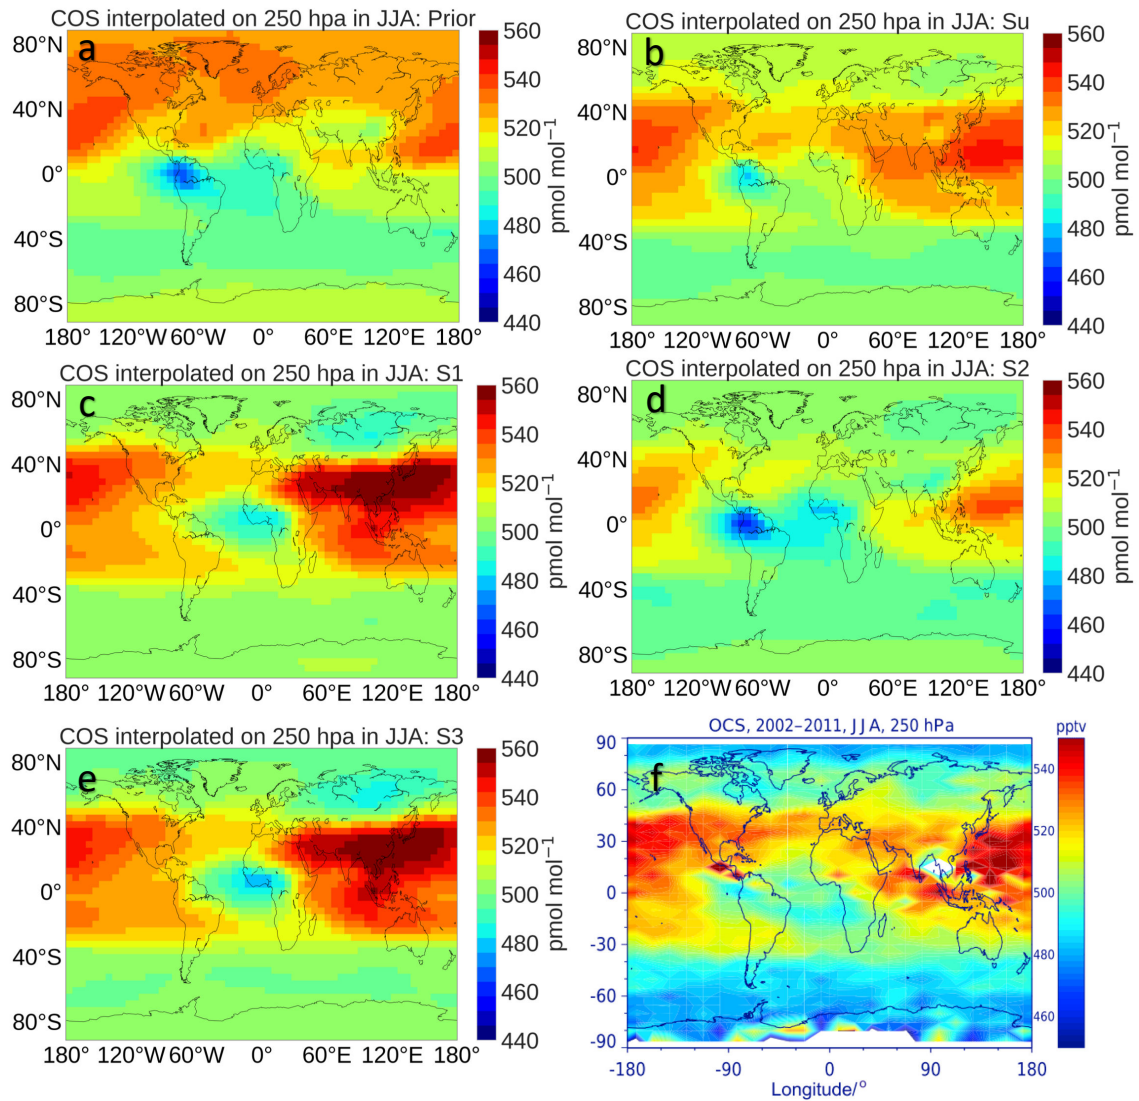 COS interpolated on 250 hpa in JJA: Prior
a
80°N
40°N
0°
40°S
80°S
180° 120°W 60°W 0° 60°E 120°E 180°
560
540
520
500
480
460
440
pmol mol−1
COS interpolated on 250 hpa in JJA: Su
b
80°N
40°N
0°
40°S
80°S
180° 120°W 60°W 0° 60°E 120°E 180°
560
540
520
500
480
460
440
pmol mol−1
COS interpolated on 250 hpa in JJA: S1
c
80°N
40°N
0°
40°S
80°S
180° 120°W 60°W 0° 60°E 120°E 180°
560
540
520
500
480
460
440
pmol mol−1
COS interpolated on 250 hpa in JJA: S2
d
80°N
40°N
0°
40°S
80°S
180° 120°W 60°W 0° 60°E 120°E 180°
560
540
520
500
480
460
440
pmol mol−1
COS interpolated on 250 hpa in JJA: S3
e
80°N
40°N
0°
40°S
80°S
180° 120°W 60°W 0° 60°E 120°E 180°
560
540
520
500
480
460
440
pmol mol−1
OCS, 2002–2011, JJA, 250 hPa
pptv
f
90
60
30
0
-30
-60
-90
-180 -90 0 90 180
Longitude/°
540
520
500
480
460